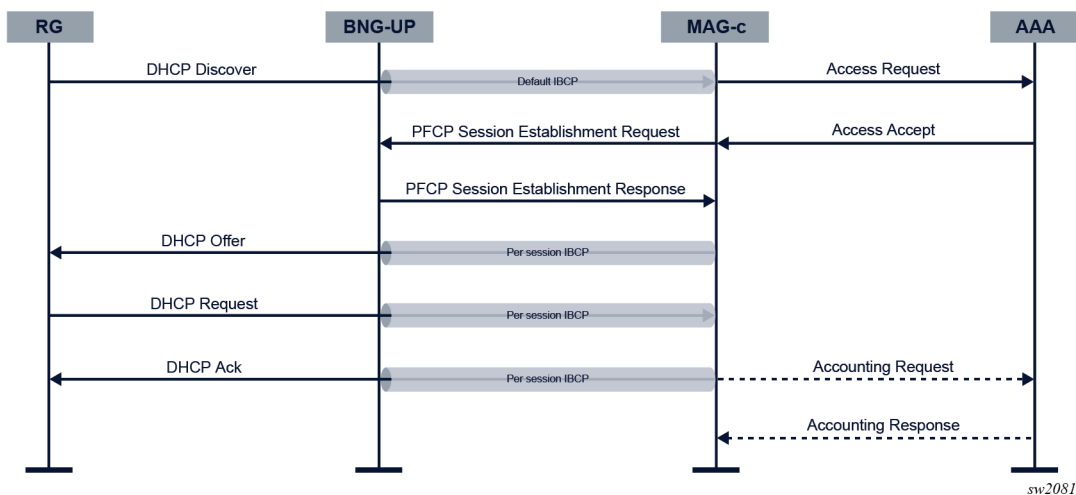 RG
BNG-UP
MAG-c
AAA
DHCP Discover
Default IBCP
Access Request
PFCP Session Establishment Request
Access Accept
PFCP Session Establishment Response
DHCP Offer
Per session IBCP
DHCP Request
Per session IBCP
DHCP Ack
Per session IBCP
Accounting Request
Accounting Response
sw2081